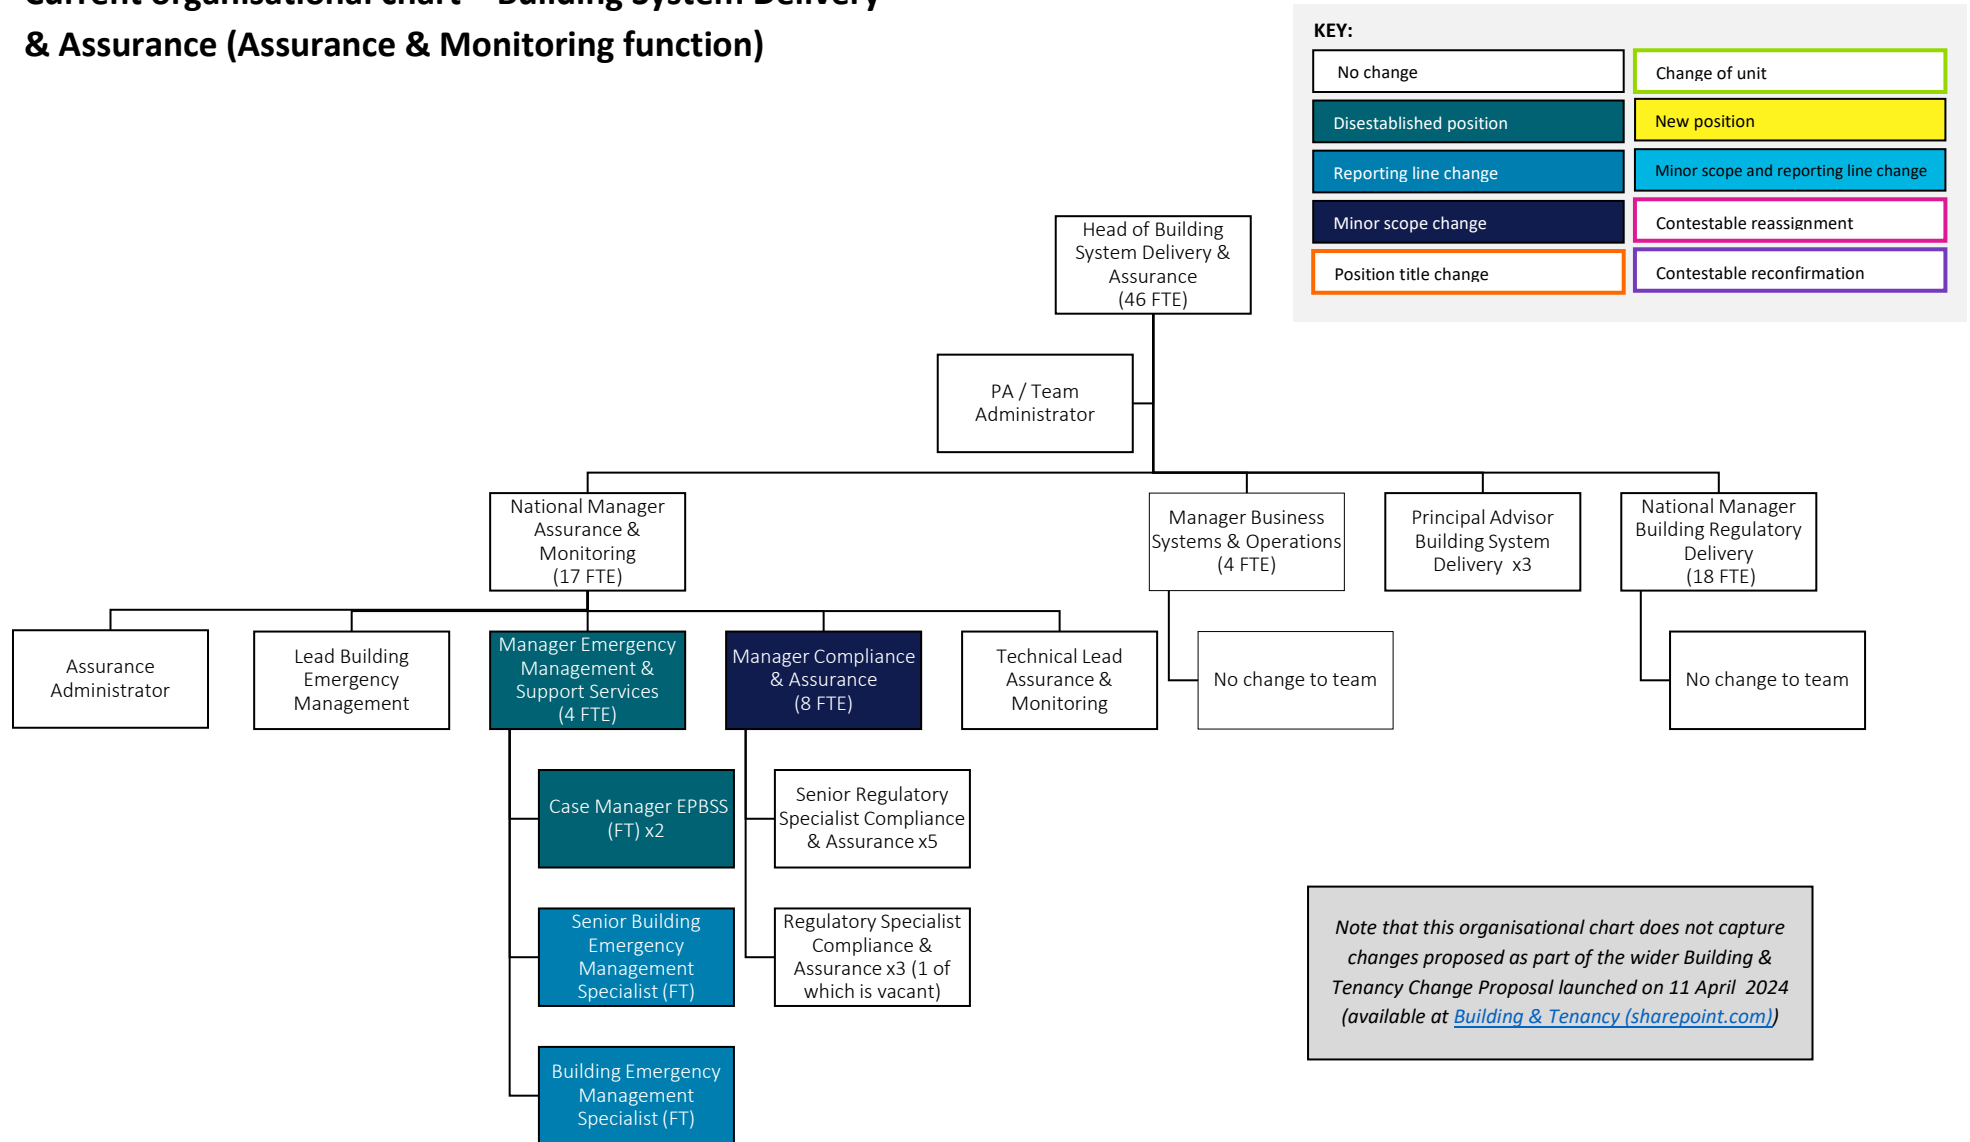 Current organisational chart – Building System Delivery
& Assurance (Assurance & Monitoring function)
KEY:
No change
Change of unit
Disestablished position
New position
Reporting line change
Minor scope and reporting line change
Minor scope change
Contestable reassignment
Position title change
Contestable reconfirmation
Head of Building
System Delivery &
Assurance
(46 FTE)
PA / Team
Administrator
National Manager
Assurance &
Monitoring
(17 FTE)
Manager Business
Systems & Operations
(4 FTE)
Principal Advisor
Building System
Delivery x3
National Manager
Building Regulatory
Delivery
(18 FTE)
Assurance
Administrator
Lead Building
Emergency
Management
Manager Emergency
Management &
Support Services
(4 FTE)
Manager Compliance
& Assurance
(8 FTE)
Technical Lead
Assurance &
Monitoring
No change to team
No change to team
Case Manager EPBSS
(FT) x2
Senior Regulatory
Specialist Compliance
& Assurance x5
Senior Building
Emergency
Management
Specialist (FT)
Regulatory Specialist
Compliance &
Assurance x3 (1 of
which is vacant)
Building Emergency
Management
Specialist (FT)
Note that this organisational chart does not capture
changes proposed as part of the wider Building &
Tenancy Change Proposal launched on 11 April 2024
(available at Building & Tenancy (sharepoint.com))